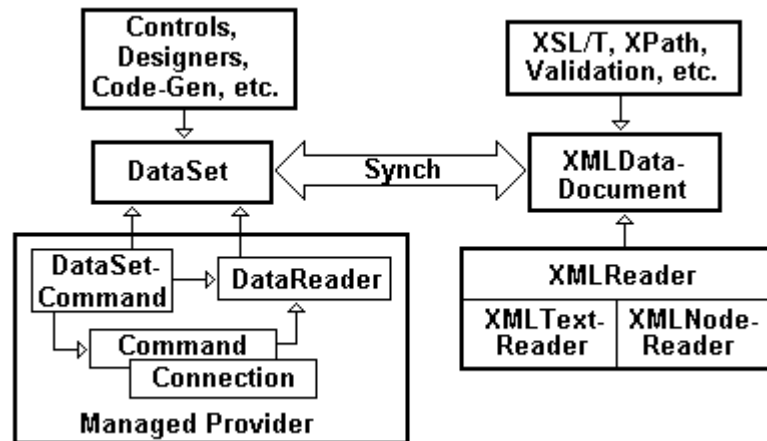 Controls,
Designers,
Code-Gen, etc.
XSL/T, XPath,
Validation, etc.
DataSet
Synch
XMLData-
Document
DataSet-
Command
DataReader
Command
Connection
Managed Provider
XMLReader
XMLText-
Reader
XMLNode-
Reader